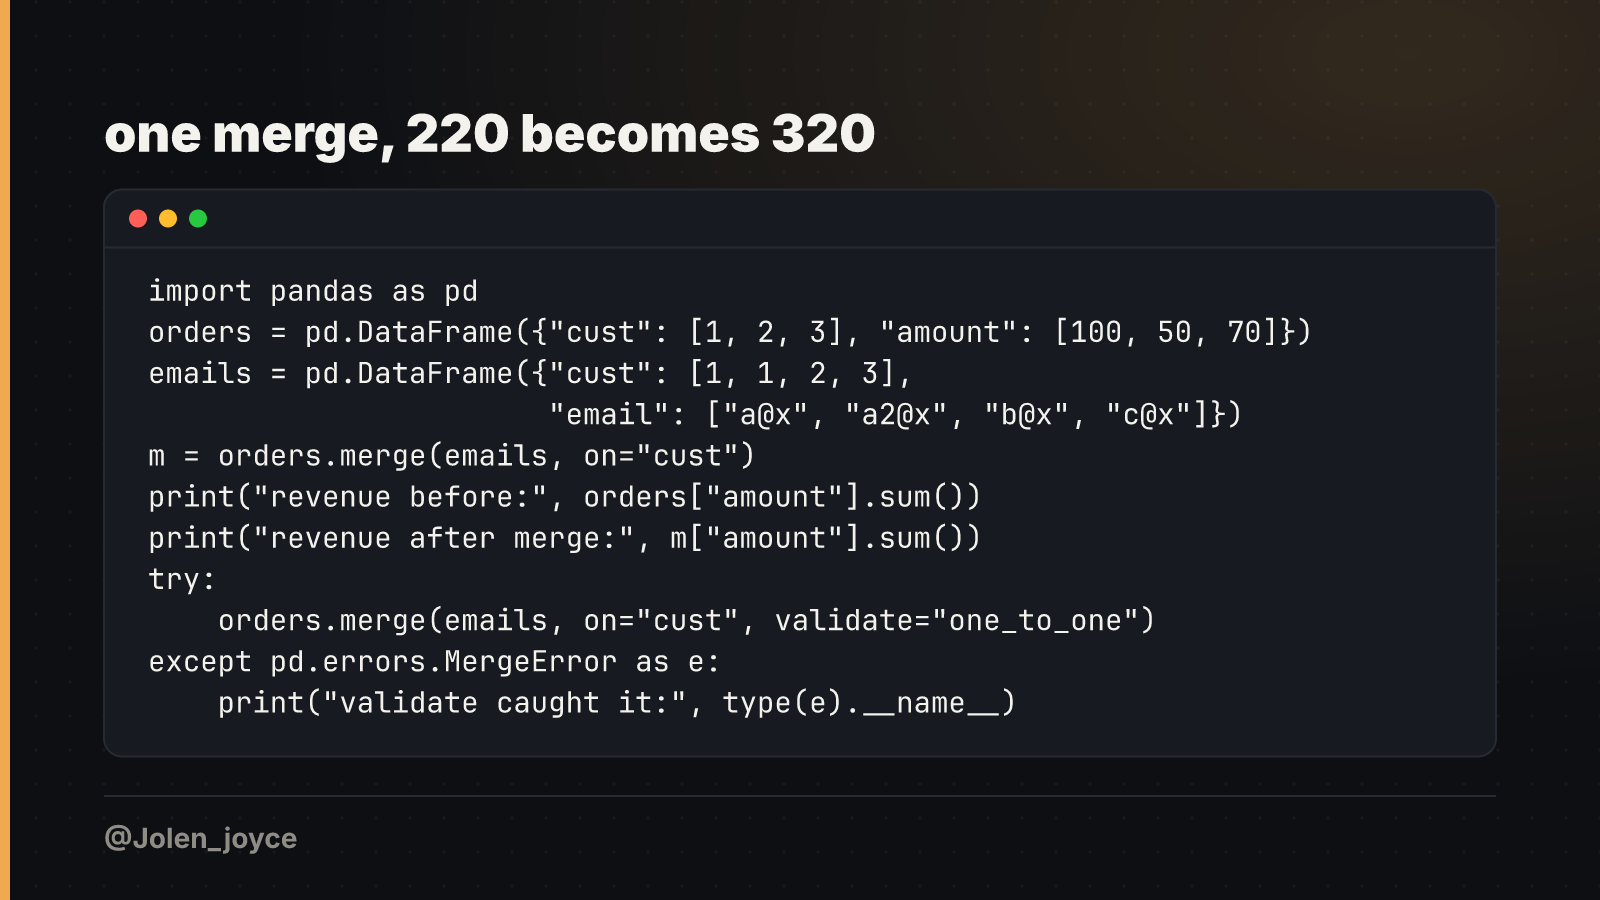 one merge, 220 becomes 320
import pandas as pd
orders = pd.DataFrame({"cust": [1, 2, 3], "amount": [100, 50, 70]})
emails = pd.DataFrame({"cust": [1, 1, 2, 3],
                       "email": ["a@x", "a2@x", "b@x", "c@x"]})
m = orders.merge(emails, on="cust")
print("revenue before:", orders["amount"].sum())
print("revenue after merge:", m["amount"].sum())
try:
    orders.merge(emails, on="cust", validate="one_to_one")
except pd.errors.MergeError as e:
    print("validate caught it:", type(e).__name__)
@Jolen_joyce